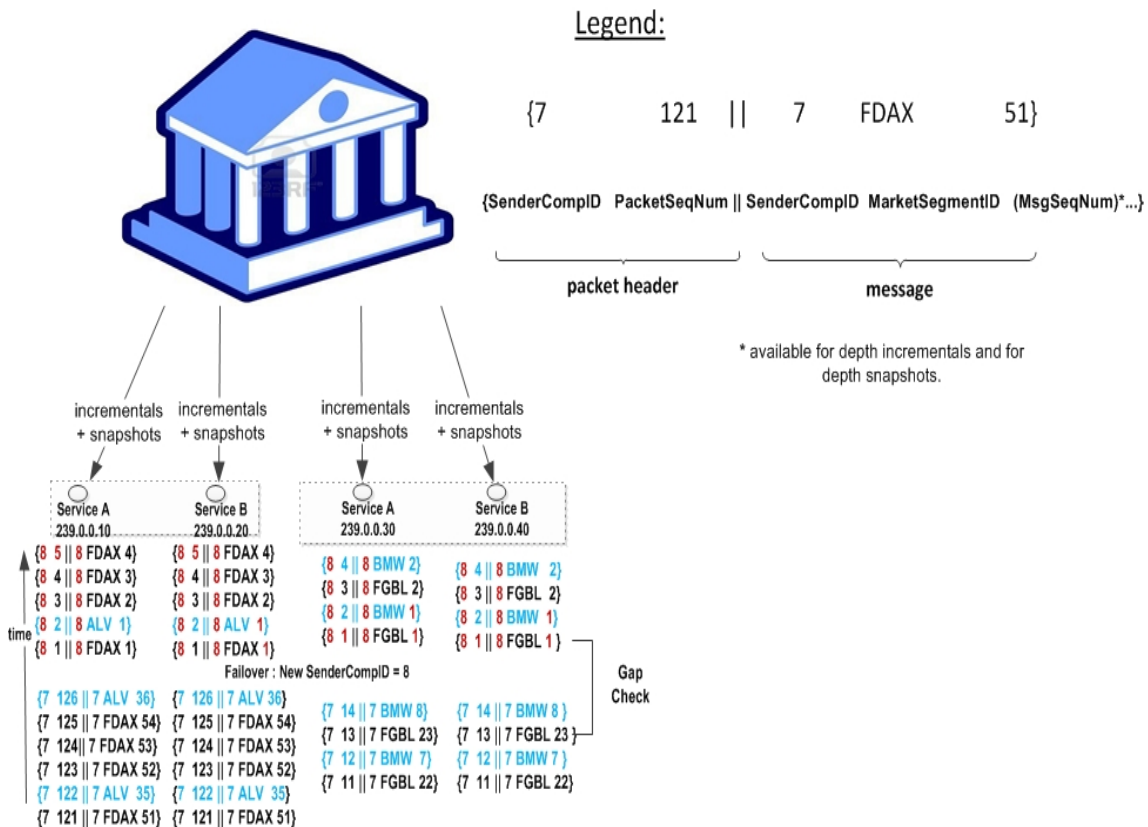 Legend:
{7 121 || 7 FDAX 51}
{SenderCompID PacketSeqNum || SenderCompID MarketSegmentID (MsgSeqNum)*...}
packet header
message
* available for depth incrementals and for
depth snapshots.
incrementals
+ snapshots
incrementals
+ snapshots
incrementals
+ snapshots
incrementals
+ snapshots
Service A
239.0.0.10
Service B
239.0.0.20
Service A
239.0.0.30
Service B
239.0.0.40
time
{8 5 || 8 FDAX 4}
{8 4 || 8 FDAX 3}
{8 3 || 8 FDAX 2}
{8 2 || 8 ALV 1}
{8 1 || 8 FDAX 1}
{8 5 || 8 FDAX 4}
{8 4 || 8 FDAX 3}
{8 3 || 8 FDAX 2}
{8 2 || 8 ALV 1}
{8 1 || 8 FDAX 1}
{8 4 || 8 BMW 2}
{8 3 || 8 FGBL 2}
{8 2 || 8 BMW 1}
{8 1 || 8 FGBL 1}
{8 4 || 8 BMW 2}
{8 3 || 8 FGBL 2}
{8 2 || 8 BMW 1}
{8 1 || 8 FGBL 1 }
Failover : New SenderCompID = 8
Gap
Check
{7 126 || 7 ALV 36}
{7 125 || 7 FDAX 54}
{7 124|| 7 FDAX 53}
{7 123 || 7 FDAX 52}
{7 122 || 7 ALV 35}
{7 121 || 7 FDAX 51}
{7 126 || 7 ALV 36}
{7 125 || 7 FDAX 54}
{7 124 || 7 FDAX 53}
{7 123 || 7 FDAX 52}
{7 122 || 7 ALV 35}
{7 121 || 7 FDAX 51}
{7 14 || 7 BMW 8}
{7 13 || 7 FGBL 23}
{7 12 || 7 BMW 7}
{7 11 || 7 FGBL 22}
{7 14 || 7 BMW 8 }
{7 13 || 7 FGBL 23 }
{7 12 || 7 BMW 7}
{7 11 || 7 FGBL 22}